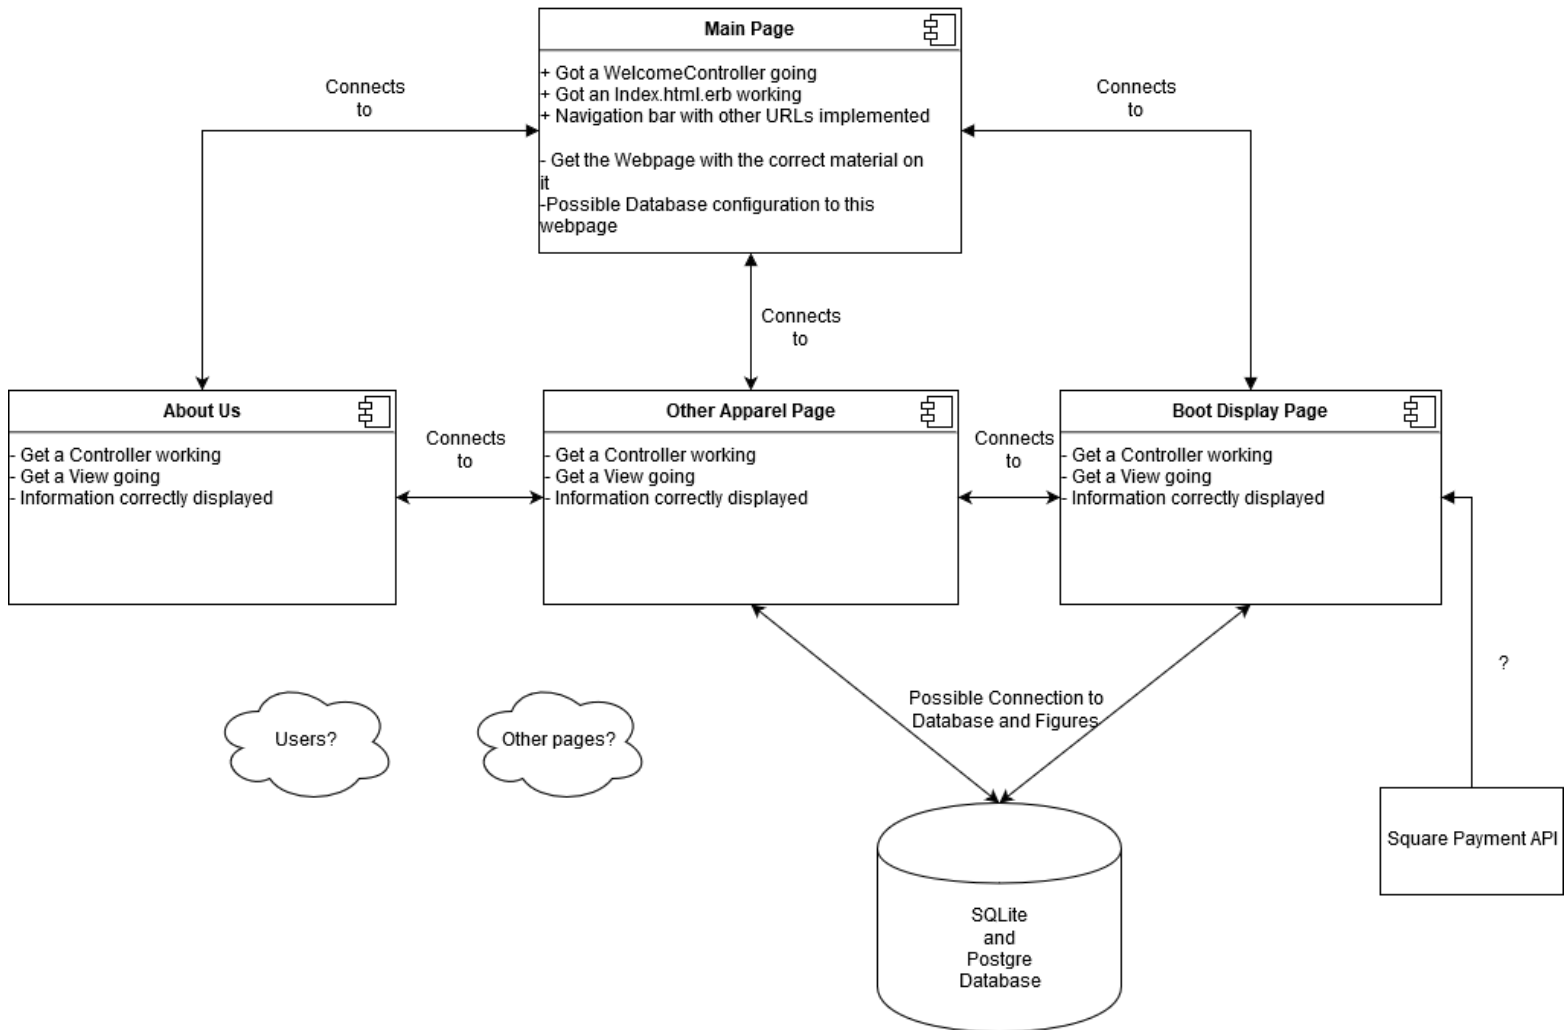 Main Page
+ Got a WelcomeController going
+ Got an Index.html.erb working
+ Navigation bar with other URLs implemented
- Get the Webpage with the correct material on
it
-Possible Database configuration to this
webpage
Connects
to
Connects
to
Connects
to
About Us
- Get a Controller working
- Get a View going
- Information correctly displayed
Connects
to
Other Apparel Page
- Get a Controller working
- Get a View going
- Information correctly displayed
Connects
to
Boot Display Page
- Get a Controller working
- Get a View going
- Information correctly displayed
?
Users?
Other pages?
Possible Connection to
Database and Figures
Square Payment API
SQLite
and
Postgre
Database